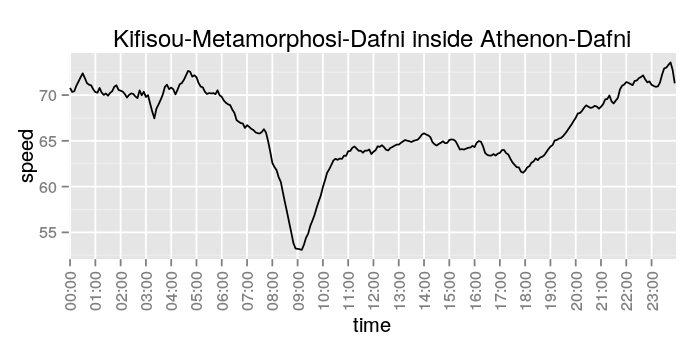 Kifisou-Metamorphosi-Dafni inside Athenon-Dafni
speed
70
65
60
55
00:00 01:00 02:00 03:00 04:00 05:00 06:00 07:00 08:00 09:00 10:00 11:00 12:00 13:00 14:00 15:00 16:00 17:00 18:00 19:00 20:00 21:00 22:00 23:00
time